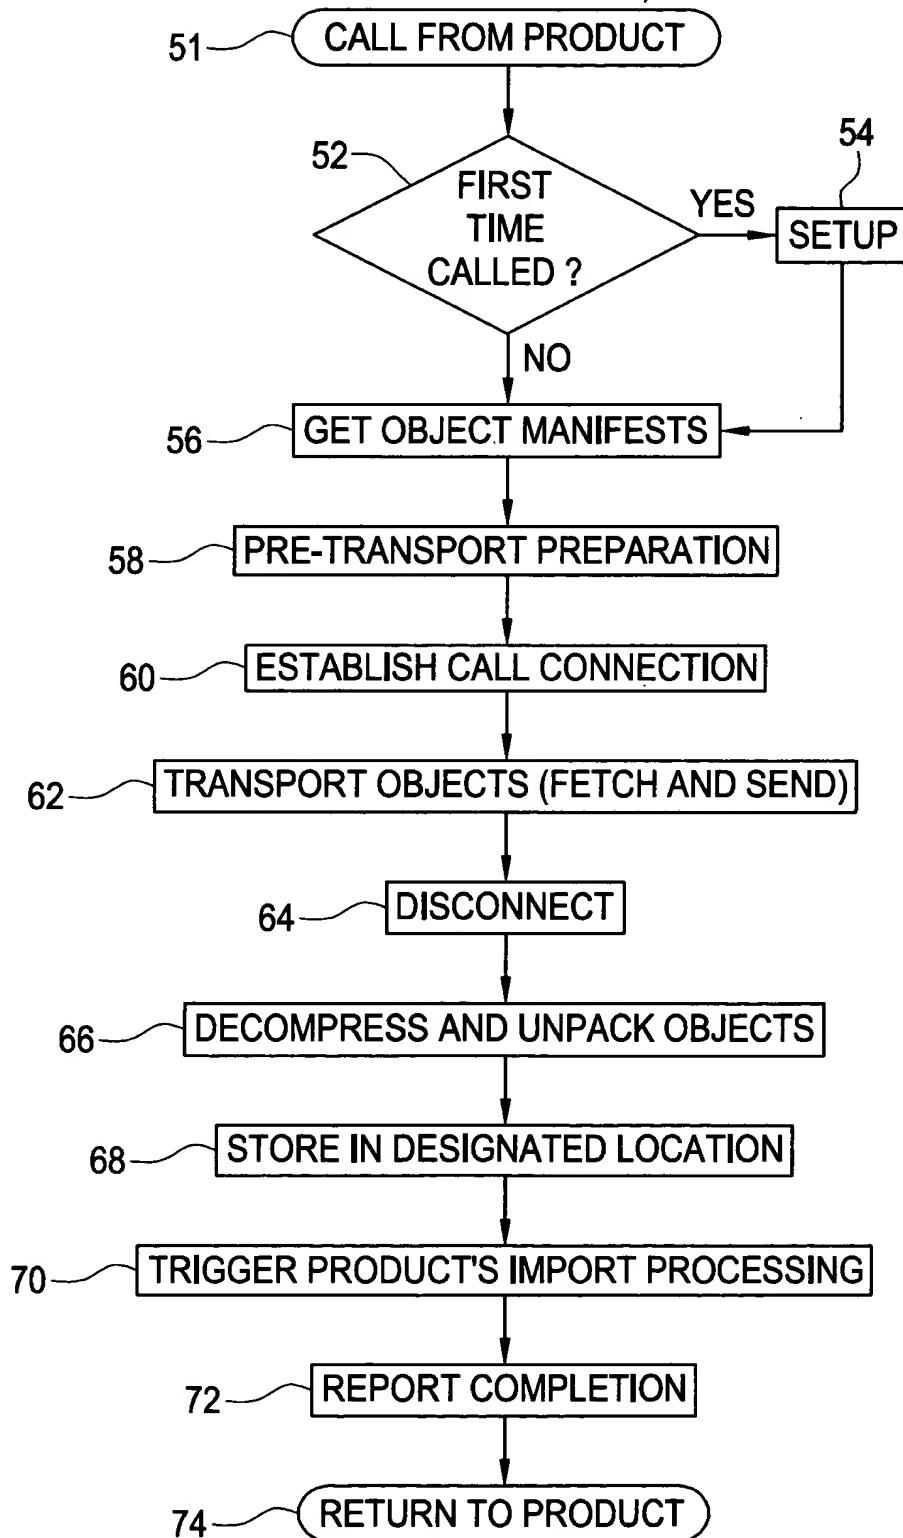 51
CALL FROM PRODUCT
52
FIRST
TIME
CALLED ?
YES
54
SETUP
NO
56
GET OBJECT MANIFESTS
58
PRE-TRANSPORT PREPARATION
60
ESTABLISH CALL CONNECTION
62
TRANSPORT OBJECTS (FETCH AND SEND)
64
DISCONNECT
66
DECOMPRESS AND UNPACK OBJECTS
68
STORE IN DESIGNATED LOCATION
70
TRIGGER PRODUCT'S IMPORT PROCESSING
72
REPORT COMPLETION
74
RETURN TO PRODUCT